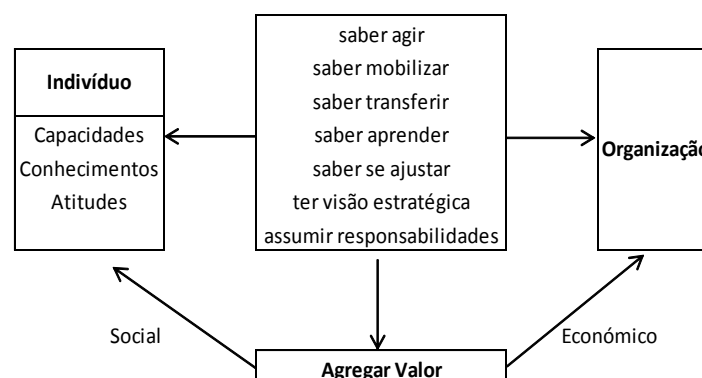 Indivíduo
Capacidades
Conhecimentos
Atitudes
saber agir
saber mobilizar
saber transferir
saber aprender
saber se ajustar
ter visão estratégica
assumir responsabilidades
Organização
Social
Económico
Agregar Valor